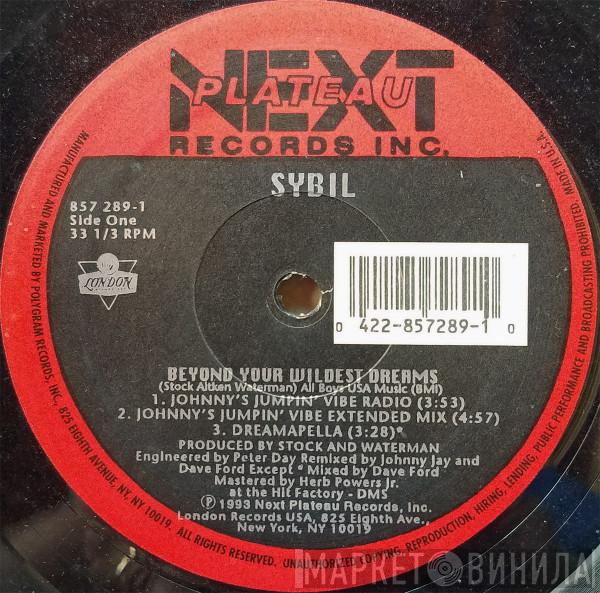 NEXT
PLATEAU
RECORDS INC.
SYBIL
857 289-1
Side One
33 1/3 RPM
LONDON
0 422-857289-1 0
BEYOND YOUR WILDEST DREAMS
(Stock Aitken Waterman) All Boys USA Music (BMI)
1. JOHNNY'S JUMPIN' VIBE RADIO (3:53)
2. JOHNNY'S JUMPIN' VIBE EXTENDED MIX (4:57)
3. DREAMAPELLA (3:28)*
PRODUCED BY STOCK AND WATERMAN
Engineered by Peter Day Remixed by Johnny Jay and
Dave Ford Except * Mixed by Dave Ford
Mastered by Herb Powers Jr.
at the Hit Factory - DMS
℗ 1993 Next Plateau Records, Inc.
London Records USA, 825 Eighth Ave.,
New York, NY 10019
MANUFACTURED AND MARKETED BY POLYGRAM RECORDS, INC., 825 EIGHTH AVENUE, NY, NY 10019. ALL RIGHTS RESERVED. UNAUTHORIZED COPYING, REPRODUCTION, HIRING, LENDING, PUBLIC PERFORMANCE AND BROADCASTING PROHIBITED. MADE IN U.S.A.
МАРКЕТ ВИНИЛА